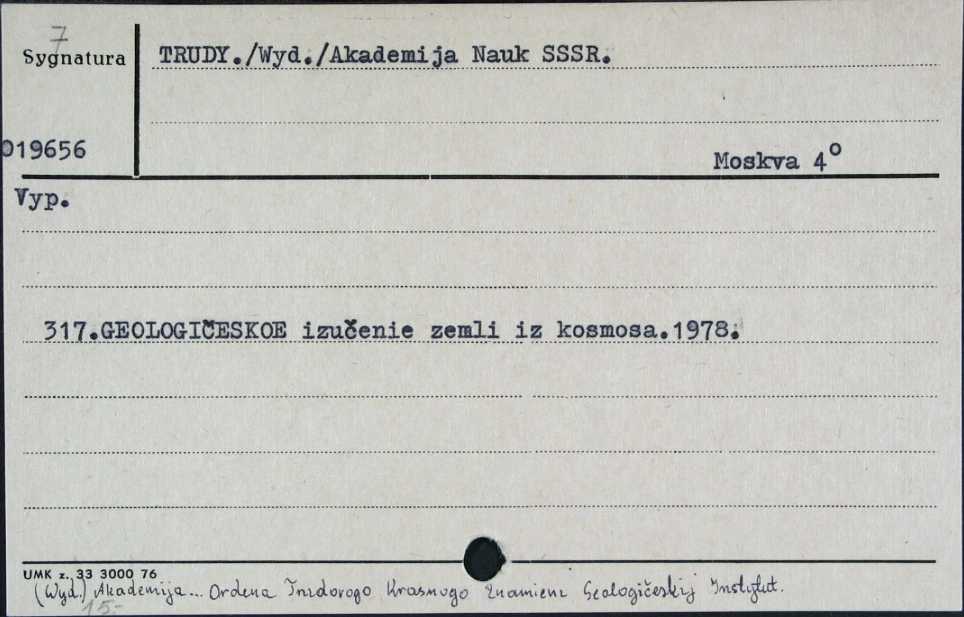 7
Sygnatura
TRUDY./Wyd./Akademija Nauk SSSR.
019656
Moskva 4°
Vyp.
317.GEOLOGIČESKOE izučenie zemli iz kosmosa.1978.
UMK z. 33 3000 76
(Wyd.) Akademija... Ordena Trudovogo Krasnogo Znameni Geologičeskij Instytut.
15.-